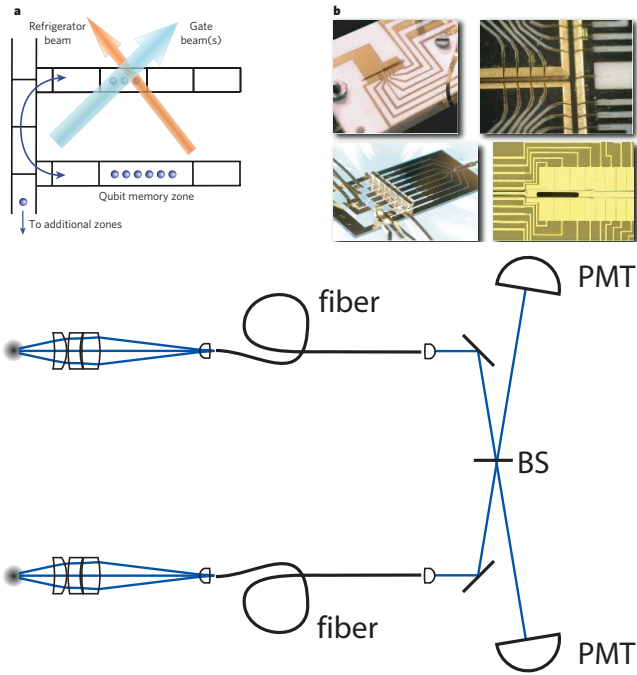 a
Refrigerator
beam
Gate
beam(s)
Qubit memory zone
To additional zones
b
fiber
PMT
BS
fiber
PMT